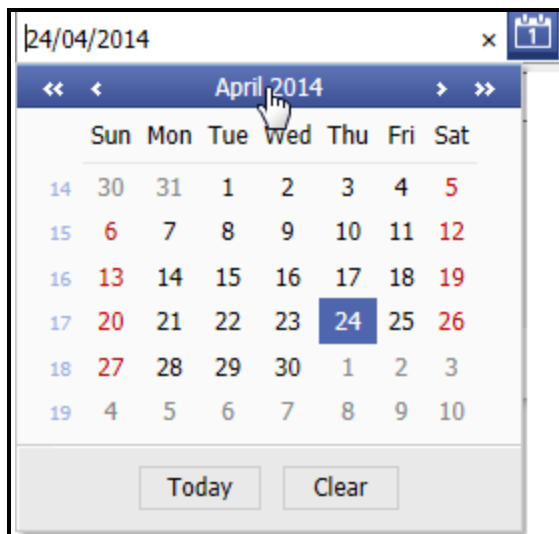 24/04/2014 × 1
« ‹ April 2014 › »
Sun Mon Tue Wed Thu Fri Sat
14 30 31 1 2 3 4 5
15 6 7 8 9 10 11 12
16 13 14 15 16 17 18 19
17 20 21 22 23 24 25 26
18 27 28 29 30 1 2 3
19 4 5 6 7 8 9 10
Today Clear